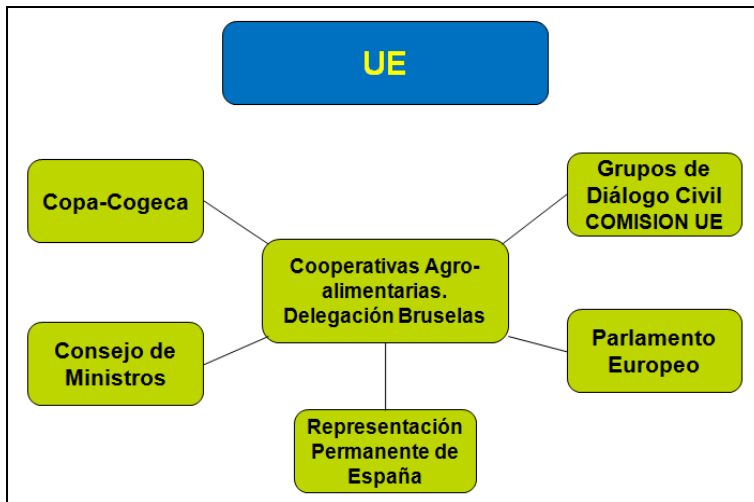 UE
Copa-Cogeca
Grupos de
Diálogo Civil
COMISION UE
Cooperativas Agro-
alimentarias.
Delegación Bruselas
Consejo de
Ministros
Parlamento
Europeo
Representación
Permanente de
España